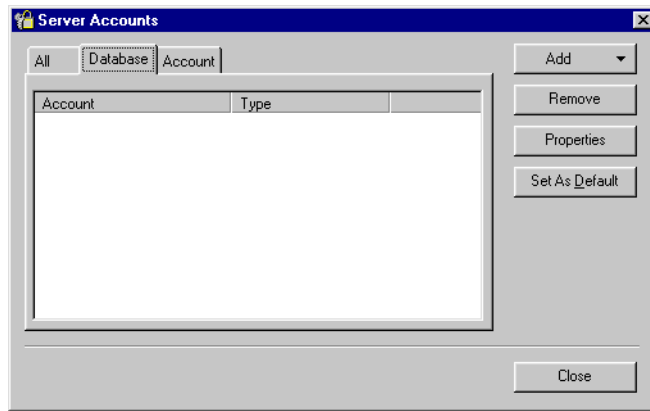 Server Accounts
All Database Account
Account Type
Add
Remove
Properties
Set As Default
Close